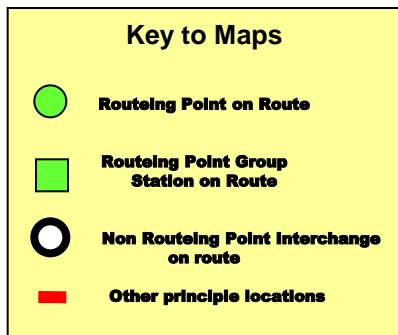 Key to Maps
Routeing Point on Route
Routeing Point Group
Station on Route
Non Routeing Point Interchange
on route
Other principle locations